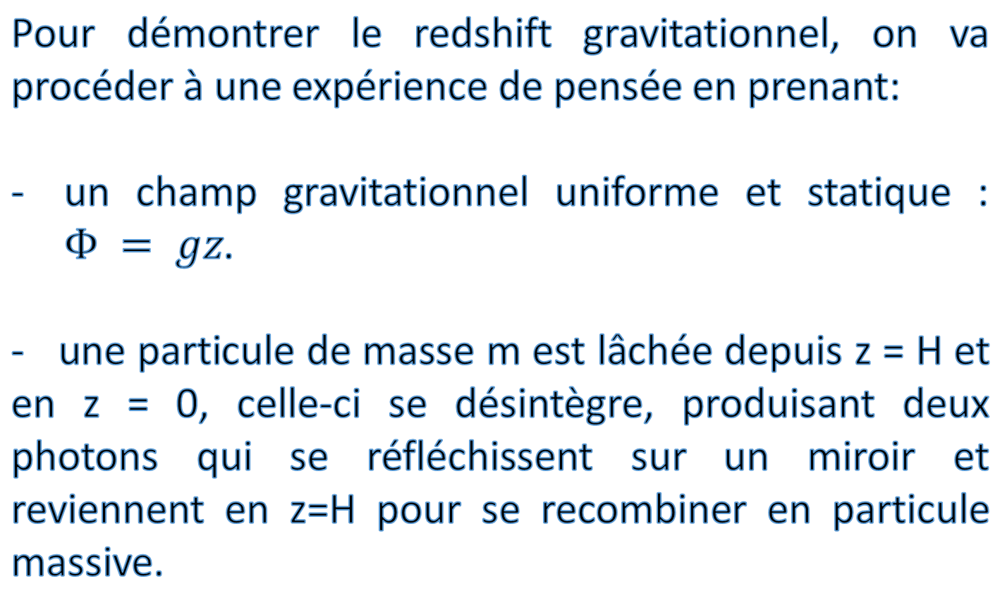 Pour démontrer le redshift gravitationnel, on va
procéder à une expérience de pensée en prenant:
- un champ gravitationnel uniforme et statique :
Φ = gz.
- une particule de masse m est lâchée depuis z = H et
en z = 0, celle-ci se désintègre, produisant deux
photons qui se réfléchissent sur un miroir et
reviennent en z=H pour se recombiner en particule
massive.